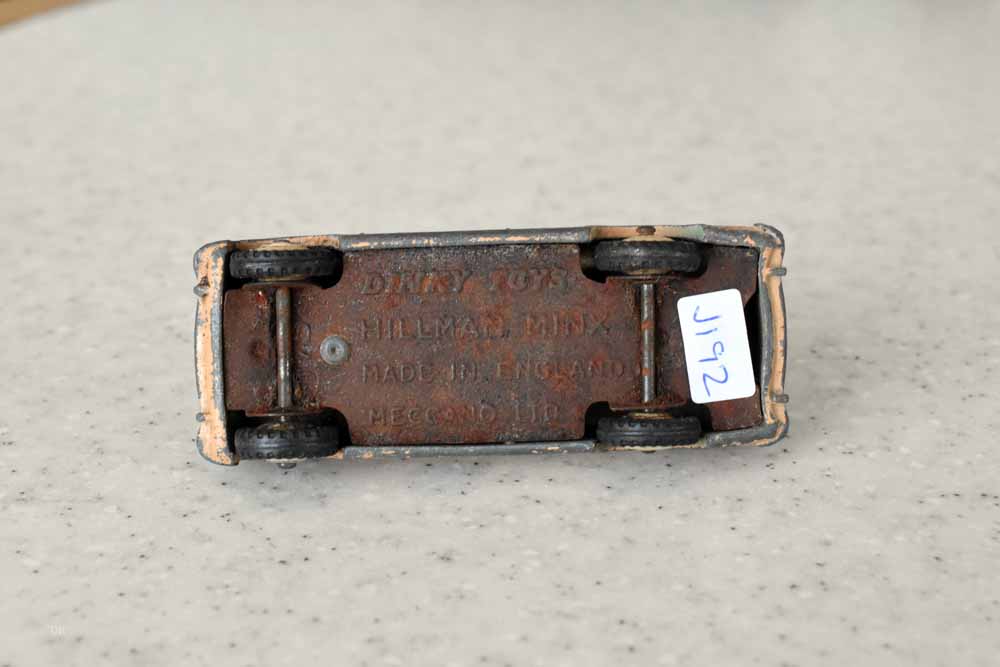 DINKY TOYS
HILLMAN MINX
MADE IN ENGLAND
MECCANO LTD
J192